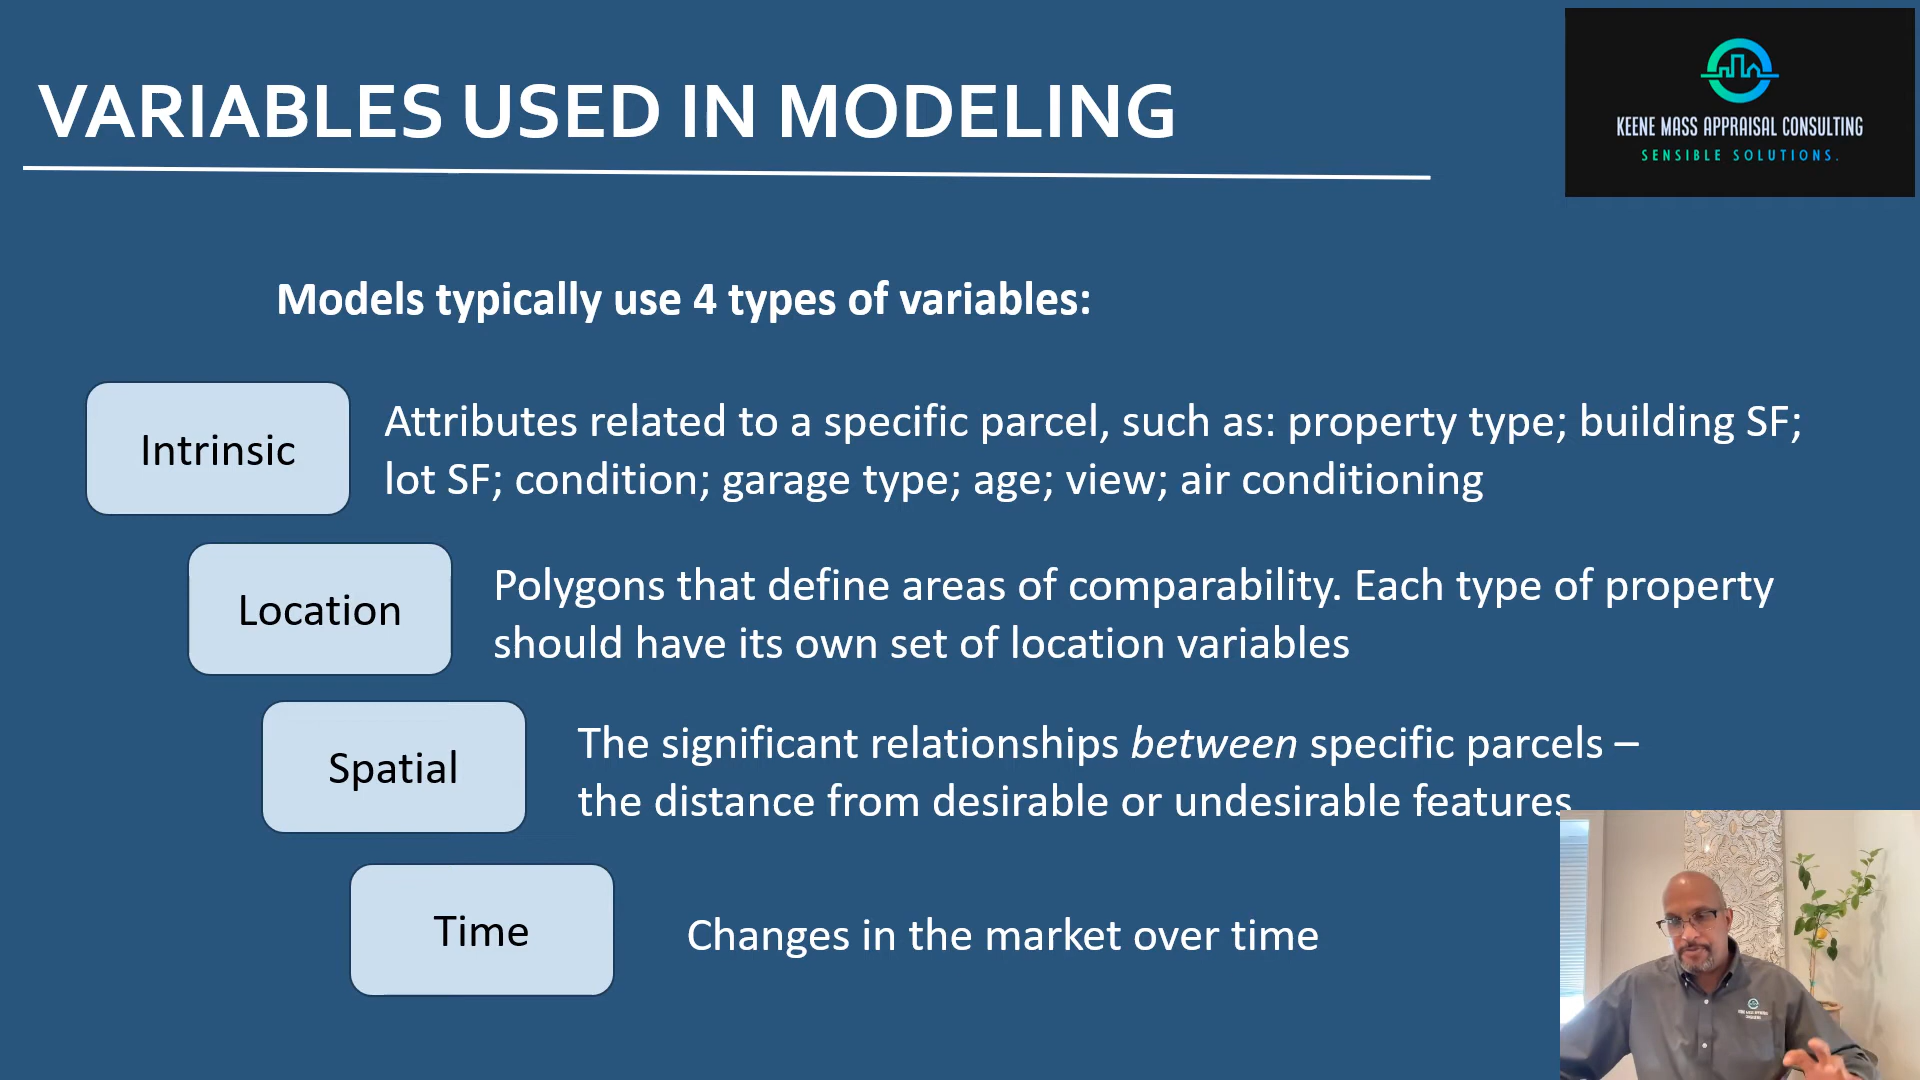 VARIABLES USED IN MODELING
KEENE MASS APPRAISAL CONSULTING
SENSIBLE SOLUTIONS.
Models typically use 4 types of variables:
Intrinsic
Attributes related to a specific parcel, such as: property type; building SF;
lot SF; condition; garage type; age; view; air conditioning
Location
Polygons that define areas of comparability. Each type of property
should have its own set of location variables
Spatial
The significant relationships between specific parcels –
the distance from desirable or undesirable features
Time
Changes in the market over time